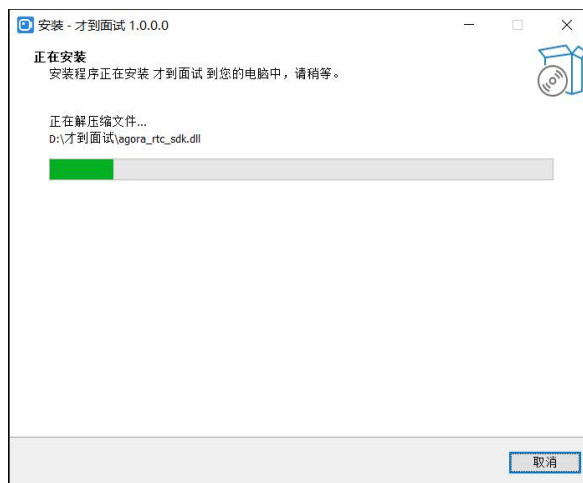 安装 - 才到面试 1.0.0.0
正在安装
安装程序正在安装 才到面试 到您的电脑中，请稍等。
正在解压缩文件...
D:\才到面试\agora_rtc_sdk.dll
取消